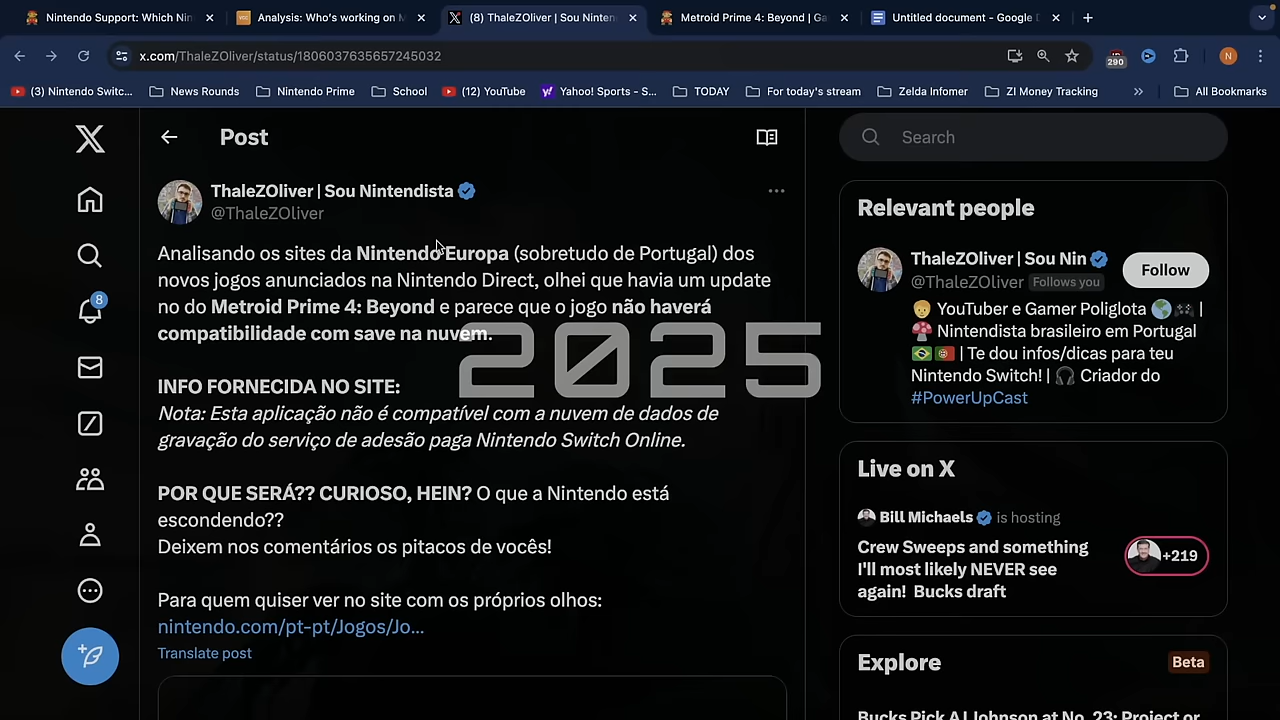 Nintendo Support: Which Nin
Analysis: Who's working on M
(8) ThaleZOliver | Sou Ninten
Metroid Prime 4: Beyond | Ga
Untitled document - Google D
x.com/ThaleZOliver/status/1806037635657245032
290
N
(3) Nintendo Switc...
News Rounds
Nintendo Prime
School
(12) YouTube
Yahoo! Sports - S...
TODAY
For today's stream
Zelda Infomer
ZI Money Tracking
All Bookmarks
Post
ThaleZOliver | Sou Nintendista
@ThaleZOliver
Analisando os sites da Nintendo Europa (sobretudo de Portugal) dos
novos jogos anunciados na Nintendo Direct, olhei que havia um update
no do Metroid Prime 4: Beyond e parece que o jogo não haverá
compatibilidade com save na nuvem.
2025
INFO FORNECIDA NO SITE:
Nota: Esta aplicação não é compatível com a nuvem de dados de
gravação do serviço de adesão paga Nintendo Switch Online.
POR QUE SERÁ?? CURIOSO, HEIN? O que a Nintendo está
escondendo??
Deixem nos comentários os pitacos de vocês!
Para quem quiser ver no site com os próprios olhos:
nintendo.com/pt-pt/Jogos/Jo...
Translate post
8
Search
Relevant people
ThaleZOliver | Sou Nin
@ThaleZOliver Follows you
Follow
YouTuber e Gamer Poliglota |
Nintendista brasileiro em Portugal
| Te dou infos/dicas para teu
Nintendo Switch! | Criador do
#PowerUpCast
Live on X
Bill Michaels is hosting
Crew Sweeps and something
I'll most likely NEVER see
again! Bucks draft
+219
Explore
Beta
Bucks Pick AJ Johnson at No. 23: Project or